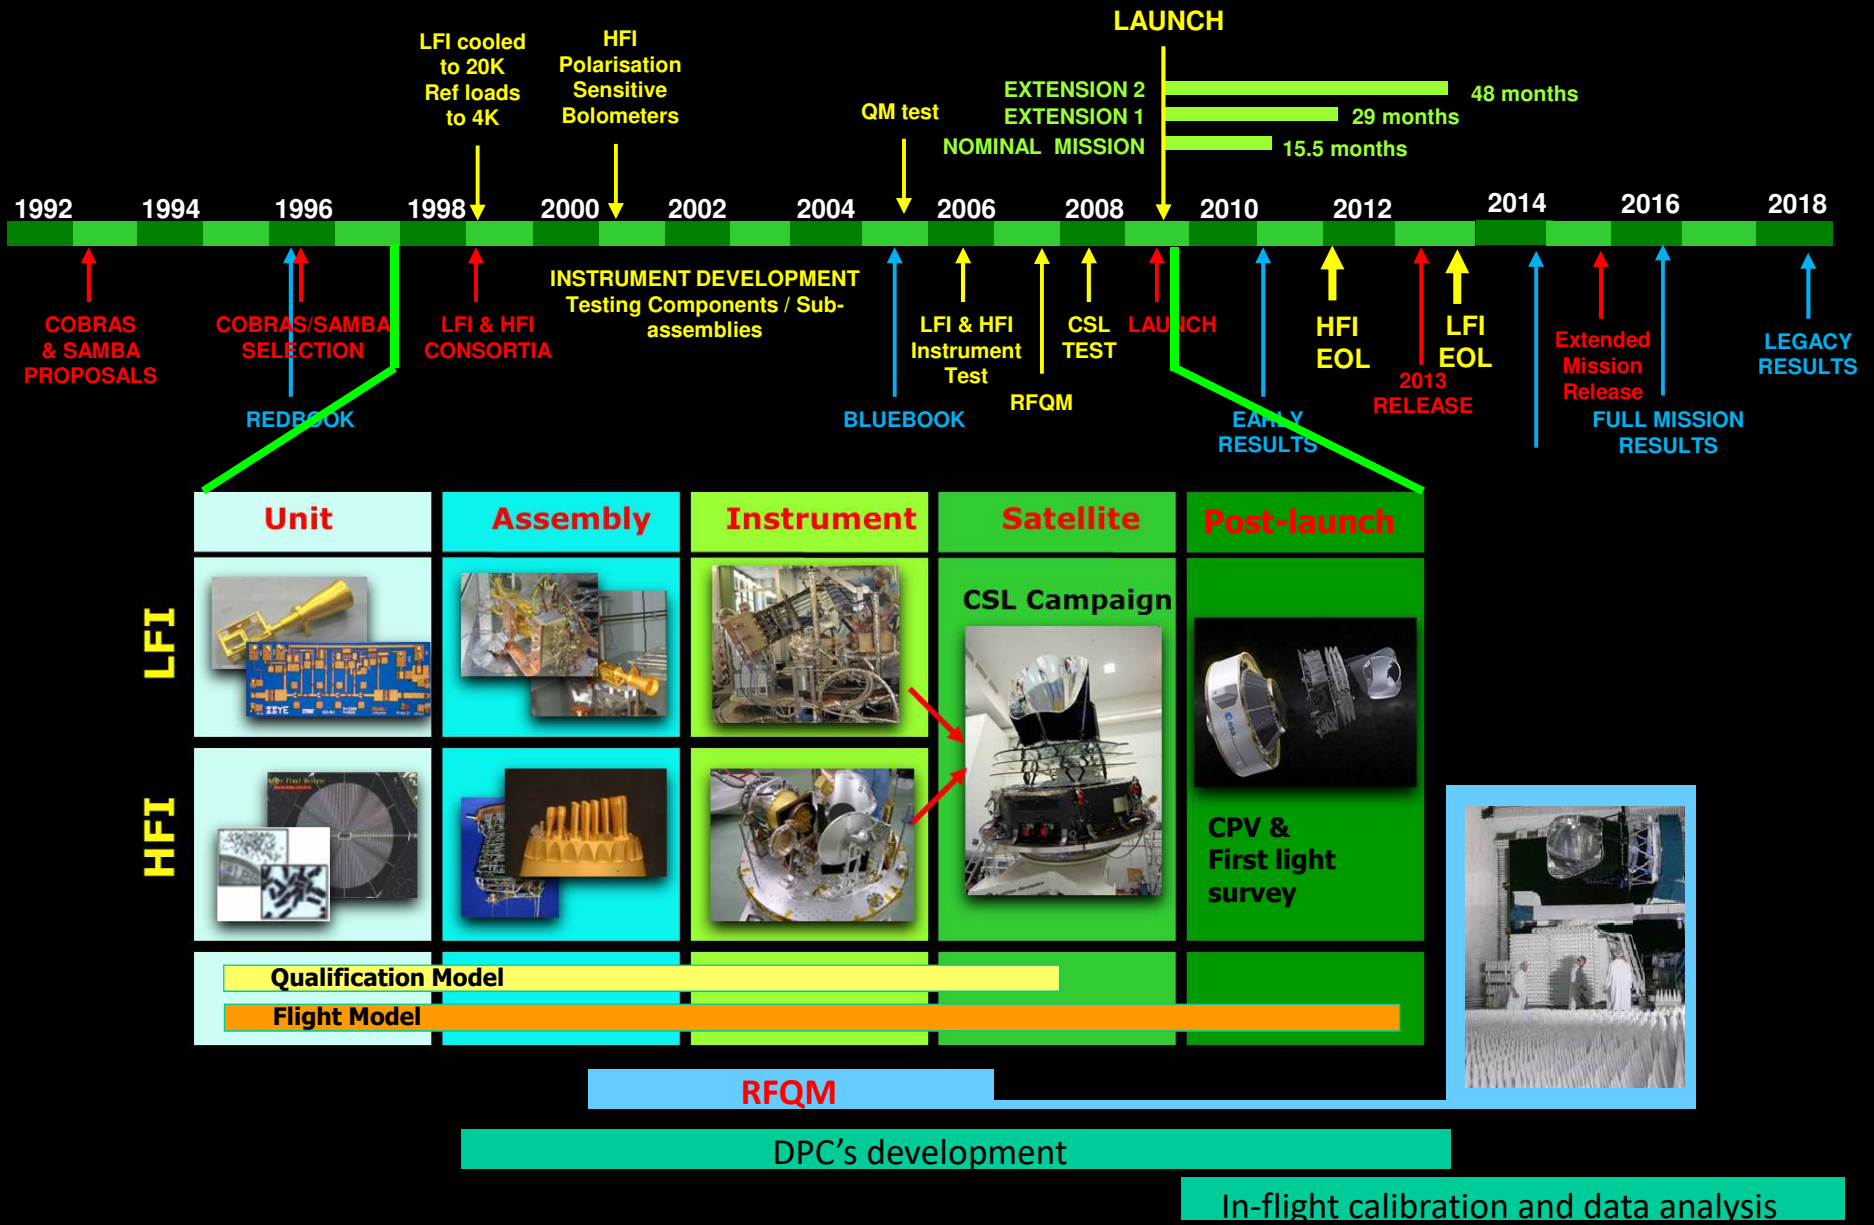 LAUNCH
LFI cooled
to 20K
Ref loads
to 4K
HFI
Polarisation
Sensitive
Bolometers
QM test
EXTENSION 2
48 months
EXTENSION 1
29 months
NOMINAL MISSION
15.5 months
1992 1994 1996 1998 2000 2002 2004 2006 2008 2010 2012 2014 2016 2018
COBRAS
& SAMBA
PROPOSALS
COBRAS/SAMBA
SELECTION
REDBOOK
LFI & HFI
CONSORTIA
INSTRUMENT DEVELOPMENT
Testing Components / Sub-
assemblies
BLUEBOOK
LFI & HFI
Instrument
Test
RFQM
CSL
TEST
LAUNCH
EARLY
RESULTS
HFI
EOL
2013
RELEASE
LFI
EOL
Extended
Mission
Release
FULL MISSION
RESULTS
LEGACY
RESULTS
Unit
Assembly
Instrument
Satellite
Post-launch
LFI
CSL Campaign
esa
HFI
CPV &
First light
survey
Qualification Model
Flight Model
RFQM
DPC's development
In-flight calibration and data analysis